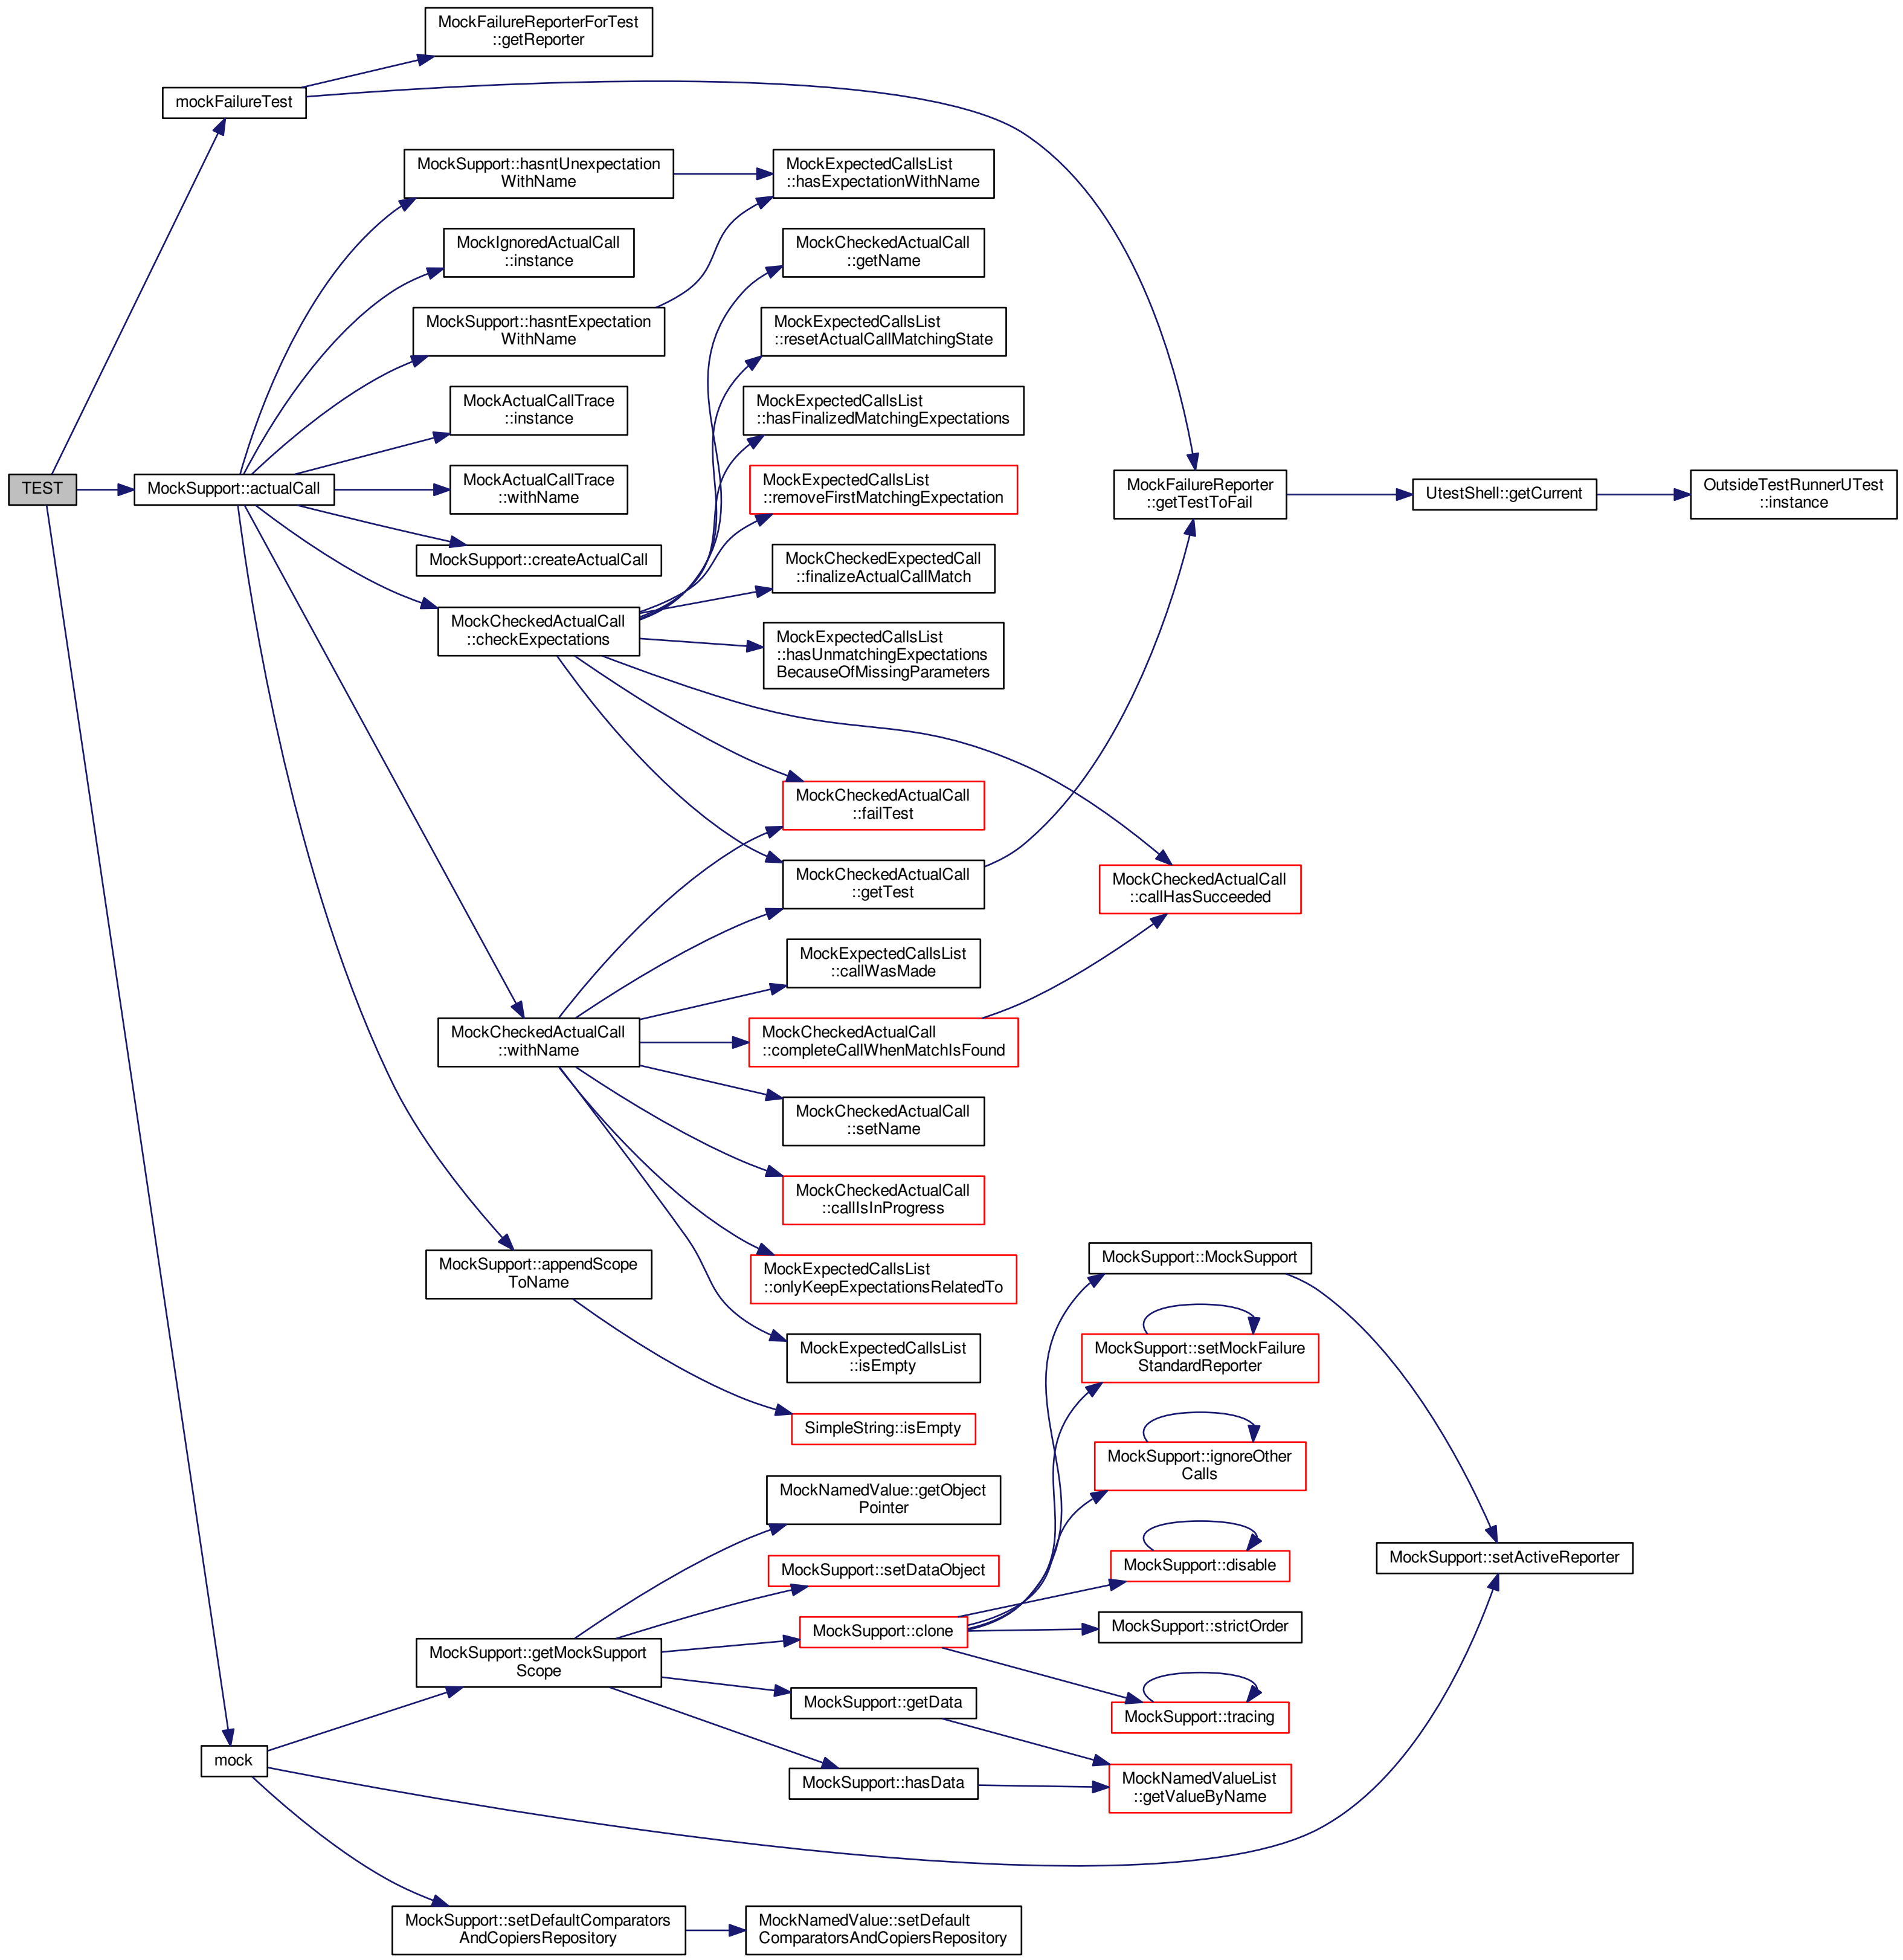 MockFailureReporterForTest
::getReporter
mockFailureTest
MockSupport::hasntUnexpectation
WithName
MockExpectedCallsList
::hasExpectationWithName
MockIgnoredActualCall
::instance
MockCheckedActualCall
::getName
MockSupport::hasntExpectation
WithName
MockExpectedCallsList
::resetActualCallMatchingState
MockActualCallTrace
::instance
MockExpectedCallsList
::hasFinalizedMatchingExpectations
TEST
MockSupport::actualCall
MockActualCallTrace
::withName
MockExpectedCallsList
::removeFirstMatchingExpectation
MockFailureReporter
::getTestToFail
UtestShell::getCurrent
OutsideTestRunnerUTest
::instance
MockSupport::createActualCall
MockCheckedExpectedCall
::finalizeActualCallMatch
MockCheckedActualCall
::checkExpectations
MockExpectedCallsList
::hasUnmatchingExpectations
BecauseOfMissingParameters
MockCheckedActualCall
::failTest
MockCheckedActualCall
::getTest
MockCheckedActualCall
::callHasSucceeded
MockExpectedCallsList
::callWasMade
MockCheckedActualCall
::withName
MockCheckedActualCall
::completeCallWhenMatchIsFound
MockCheckedActualCall
::setName
MockCheckedActualCall
::callIsInProgress
MockSupport::appendScope
ToName
MockExpectedCallsList
::onlyKeepExpectationsRelatedTo
MockSupport::MockSupport
MockExpectedCallsList
::isEmpty
MockSupport::setMockFailure
StandardReporter
SimpleString::isEmpty
MockSupport::ignoreOther
Calls
MockNamedValue::getObject
Pointer
MockSupport::setDataObject
MockSupport::disable
MockSupport::setActiveReporter
MockSupport::getMockSupport
Scope
MockSupport::clone
MockSupport::strictOrder
MockSupport::getData
MockSupport::tracing
mock
MockSupport::hasData
MockNamedValueList
::getValueByName
MockSupport::setDefaultComparators
AndCopiersRepository
MockNamedValue::setDefault
ComparatorsAndCopiersRepository